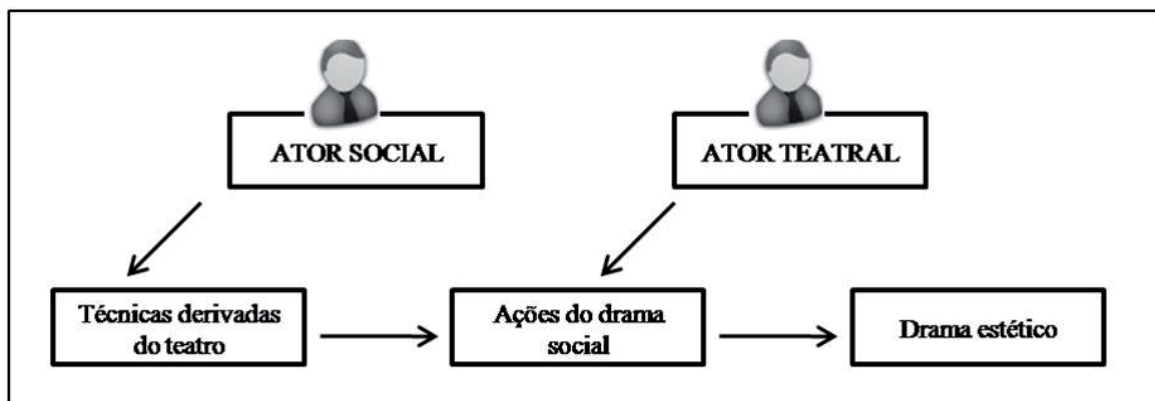 ATOR SOCIAL
ATOR TEATRAL
Técnicas derivadas
do teatro
Ações do drama
social
Drama estético